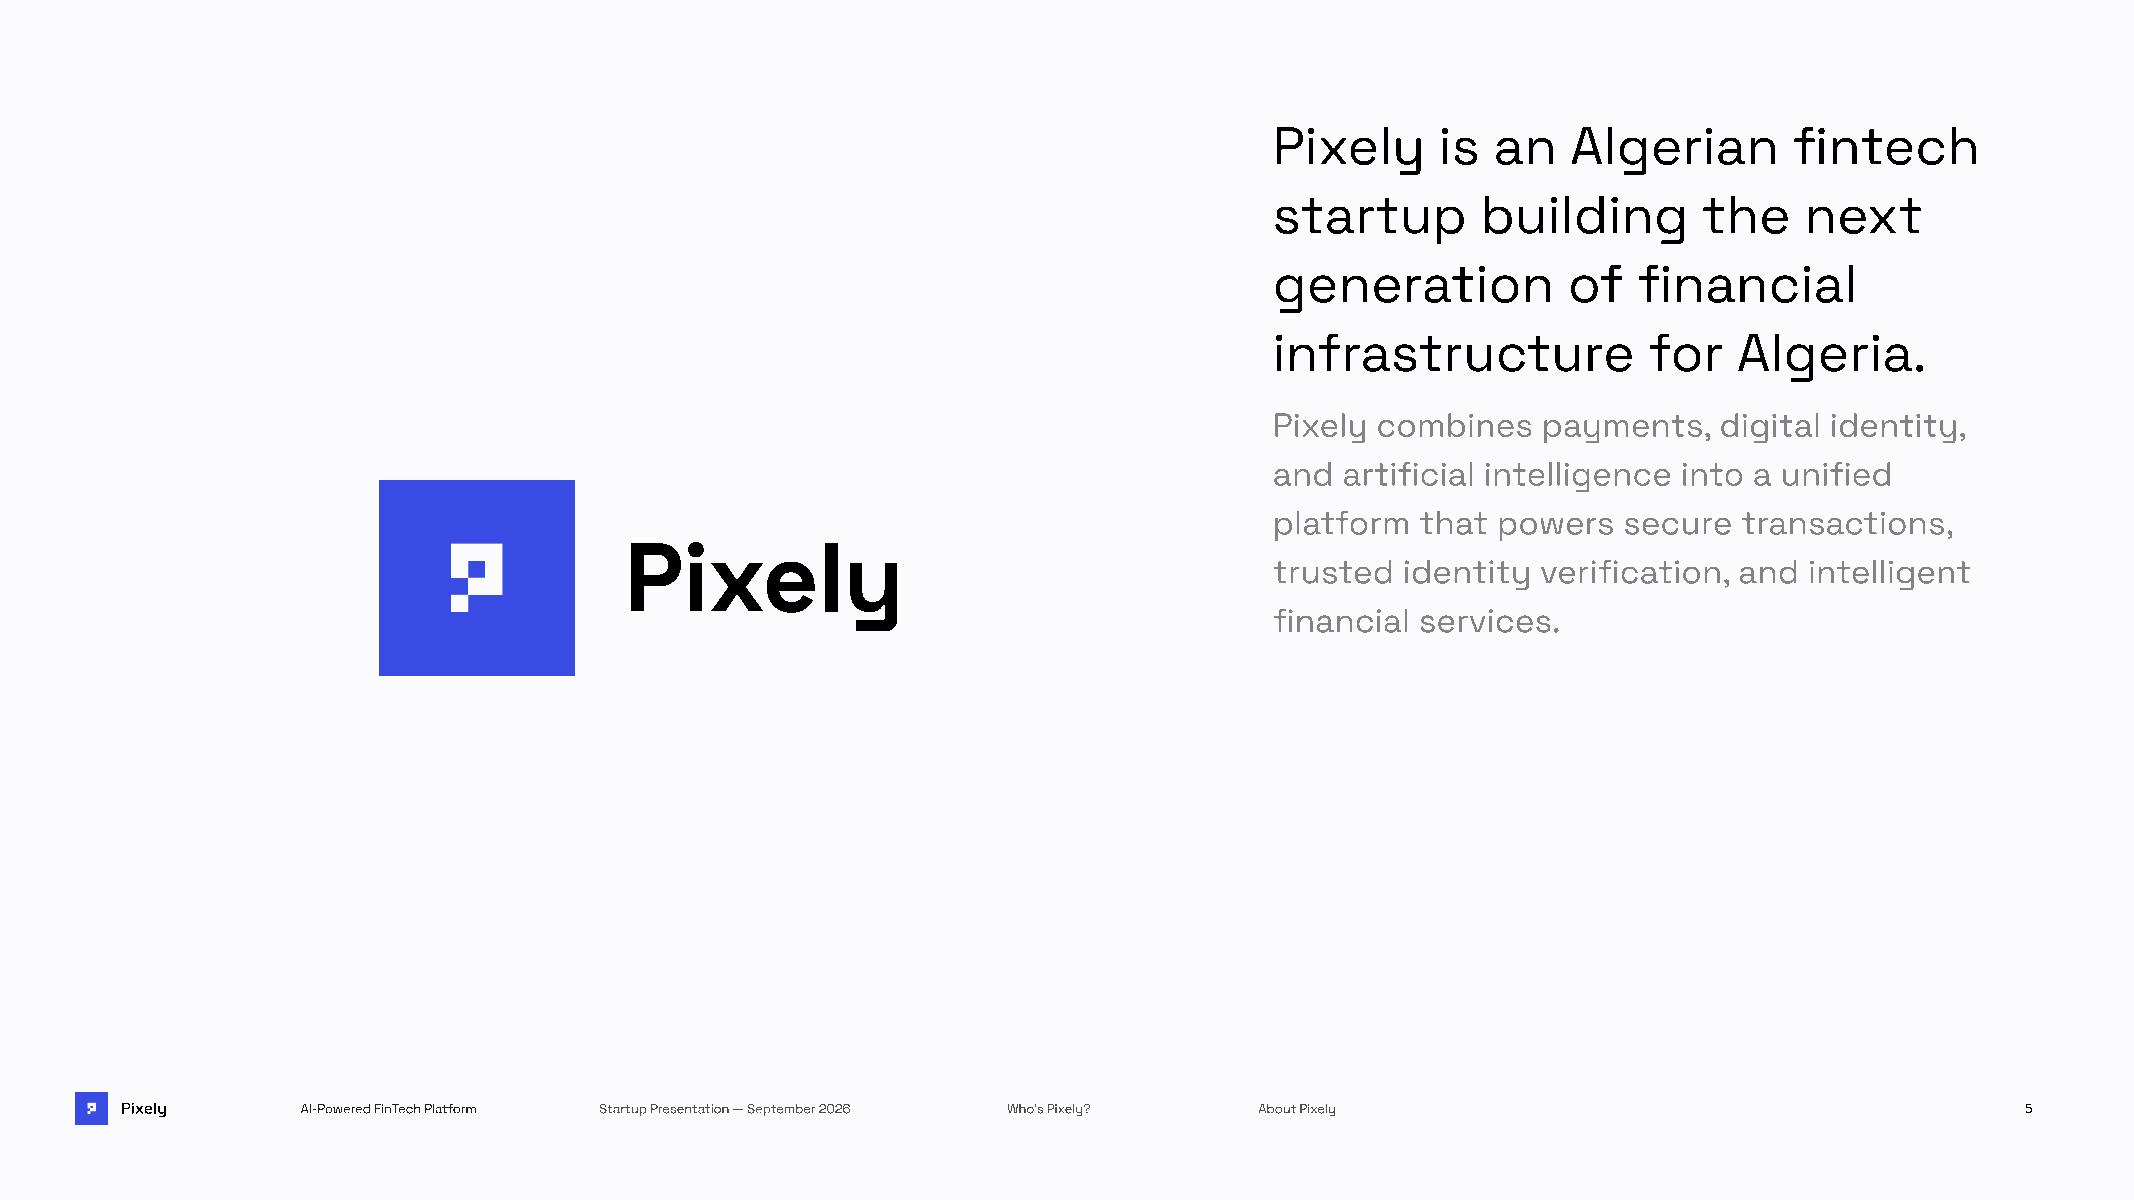 Pixely is an Algerian fintech
startup building the next
generation of financial
infrastructure for Algeria.
Pixely combines payments, digital identity,
and artificial intelligence into a unified
platform that powers secure transactions,
trusted identity verification, and intelligent
financial services.
Pixely
Pixely
AI-Powered FinTech Platform
Startup Presentation — September 2026
Who's Pixely?
About Pixely
5